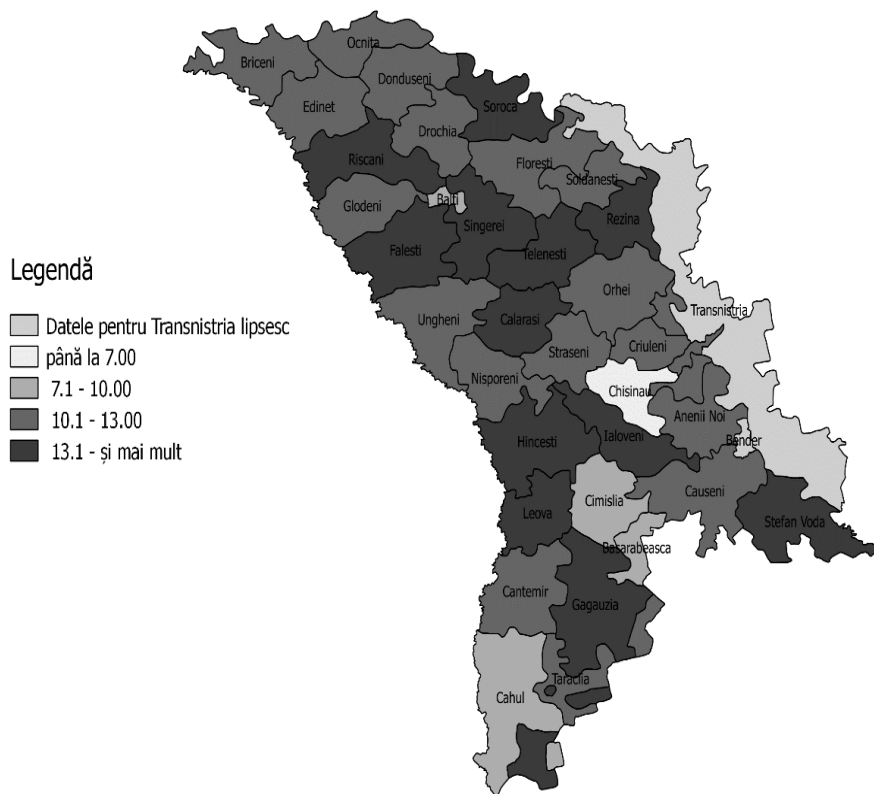 Ocnita
Briceni
Donduseni
Edinet
Soroca
Drochia
Riscani
Floresti
Soldanesti
Glodeni
Balti
Singerei
Rezina
Falesti
Telenesti
Orhei
Transnistria
Ungheni
Calarasi
Straseni
Criuleni
Nisporeni
Chisinau
Anenii Noi
Hincesti
Ialoveni
Bender
Cimislia
Causeni
Leova
Stefan Voda
Basarabeasca
Cantemir
Gagauzia
Taraclia
Cahul
Legendă
Datele pentru Transnistria lipsesc
până la 7.00
7.1 - 10.00
10.1 - 13.00
13.1 - și mai mult